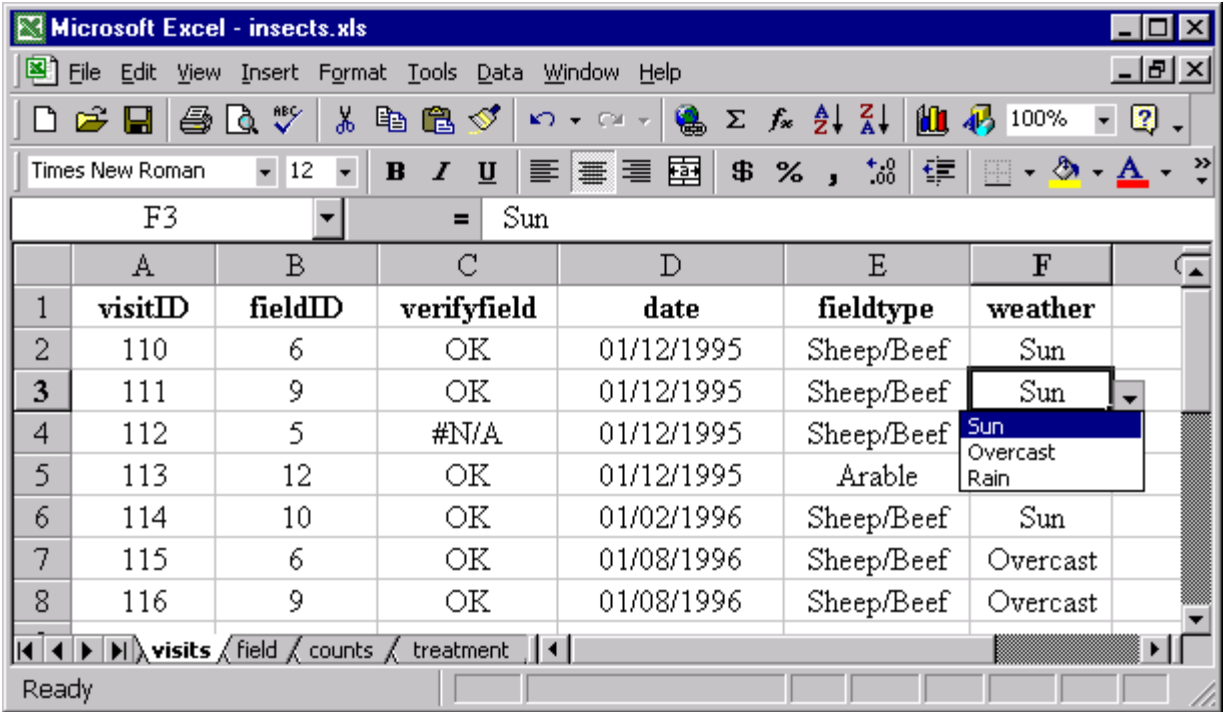 Microsoft Excel - insects.xls
File Edit View Insert Format Tools Data Window Help
ABC Σ fx A Z Z A 100% ?
Times New Roman 12 B I U a $ % , .0 .00 A »
F3 = Sun
A B C D E F
1 visitID fieldID verifyfield date fieldtype weather
2 110 6 OK 01/12/1995 Sheep/Beef Sun
3 111 9 OK 01/12/1995 Sheep/Beef Sun
4 112 5 #N/A 01/12/1995 Sheep/Beef Sun
5 113 12 OK 01/12/1995 Arable Overcast
Rain
6 114 10 OK 01/02/1996 Sheep/Beef Sun
7 115 6 OK 01/08/1996 Sheep/Beef Overcast
8 116 9 OK 01/08/1996 Sheep/Beef Overcast
visits field counts treatment
Ready